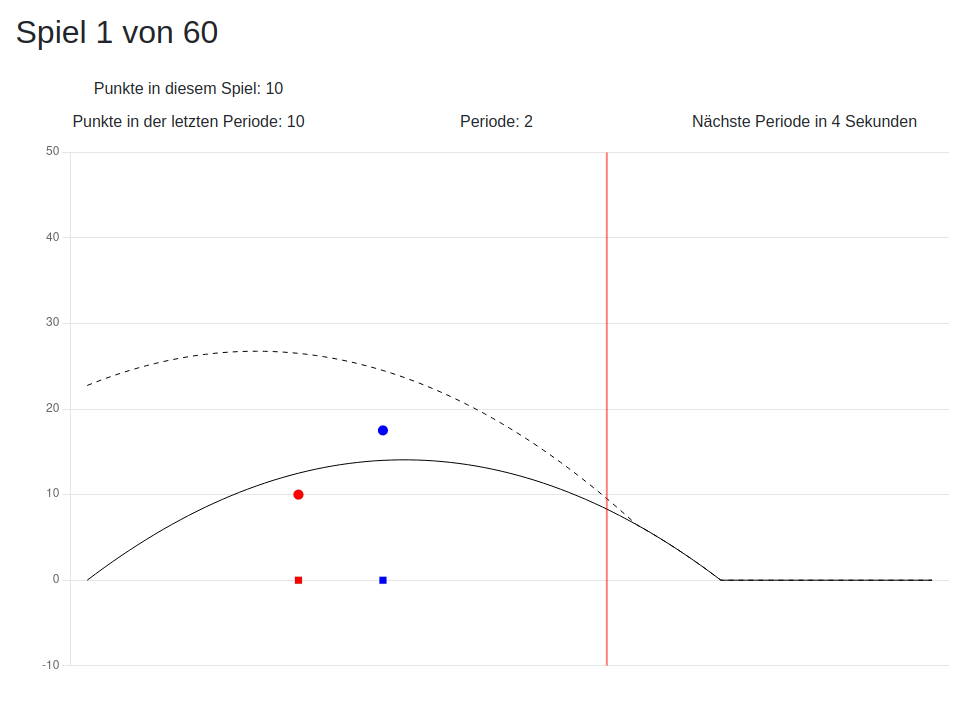 Spiel 1 von 60
Punkte in diesem Spiel: 10
Punkte in der letzten Periode: 10
Periode: 2
Nächste Periode in 4 Sekunden
50
40
30
20
10
0
-10